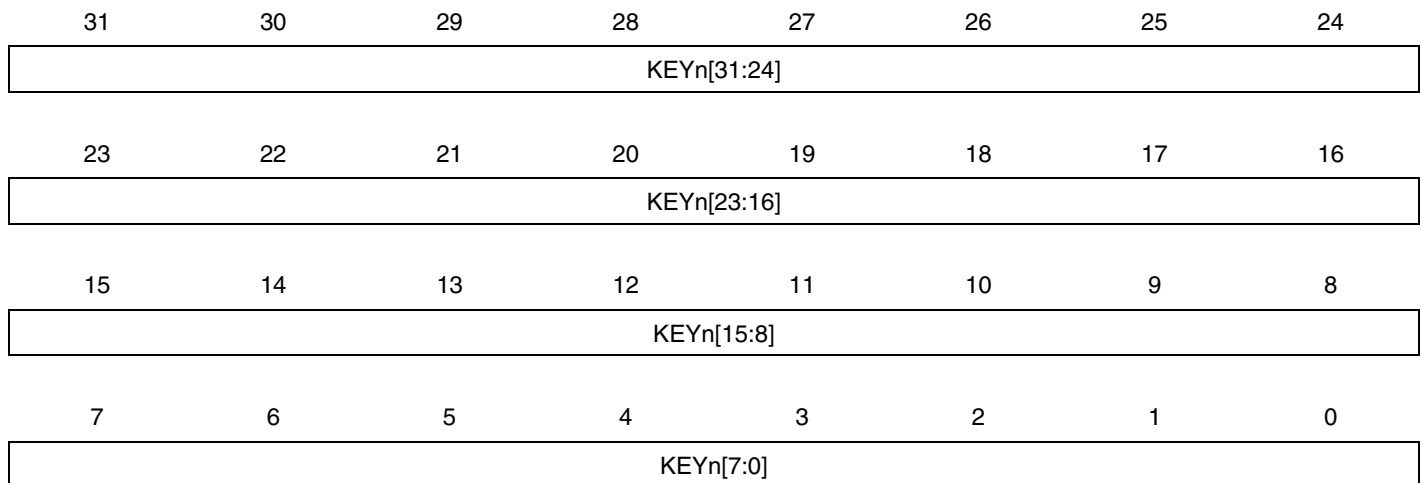 31 30 29 28 27 26 25 24
KEYn[31:24]
23 22 21 20 19 18 17 16
KEYn[23:16]
15 14 13 12 11 10 9 8
KEYn[15:8]
7 6 5 4 3 2 1 0
KEYn[7:0]